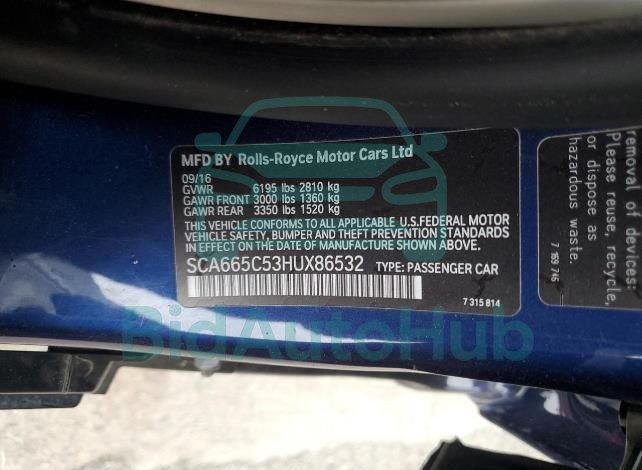 MFD BY Rolls-Royce Motor Cars Ltd
09/16
GVWR 6195 lbs 2810 kg
GAWR FRONT 3000 lbs 1360 kg
GAWR REAR 3350 lbs 1520 kg
THIS VEHICLE CONFORMS TO ALL APPLICABLE U.S.FEDERAL MOTOR
VEHICLE SAFETY, BUMPER AND THEFT PREVENTION STANDARDS
IN EFFECT ON THE DATE OF MANUFACTURE SHOWN ABOVE.
SCA665C53HUX86532 TYPE: PASSENGER CAR
7 315 814
Please reuse, recycle,
or dispose as
hazardous waste.
7 169 746
BidAutoHub